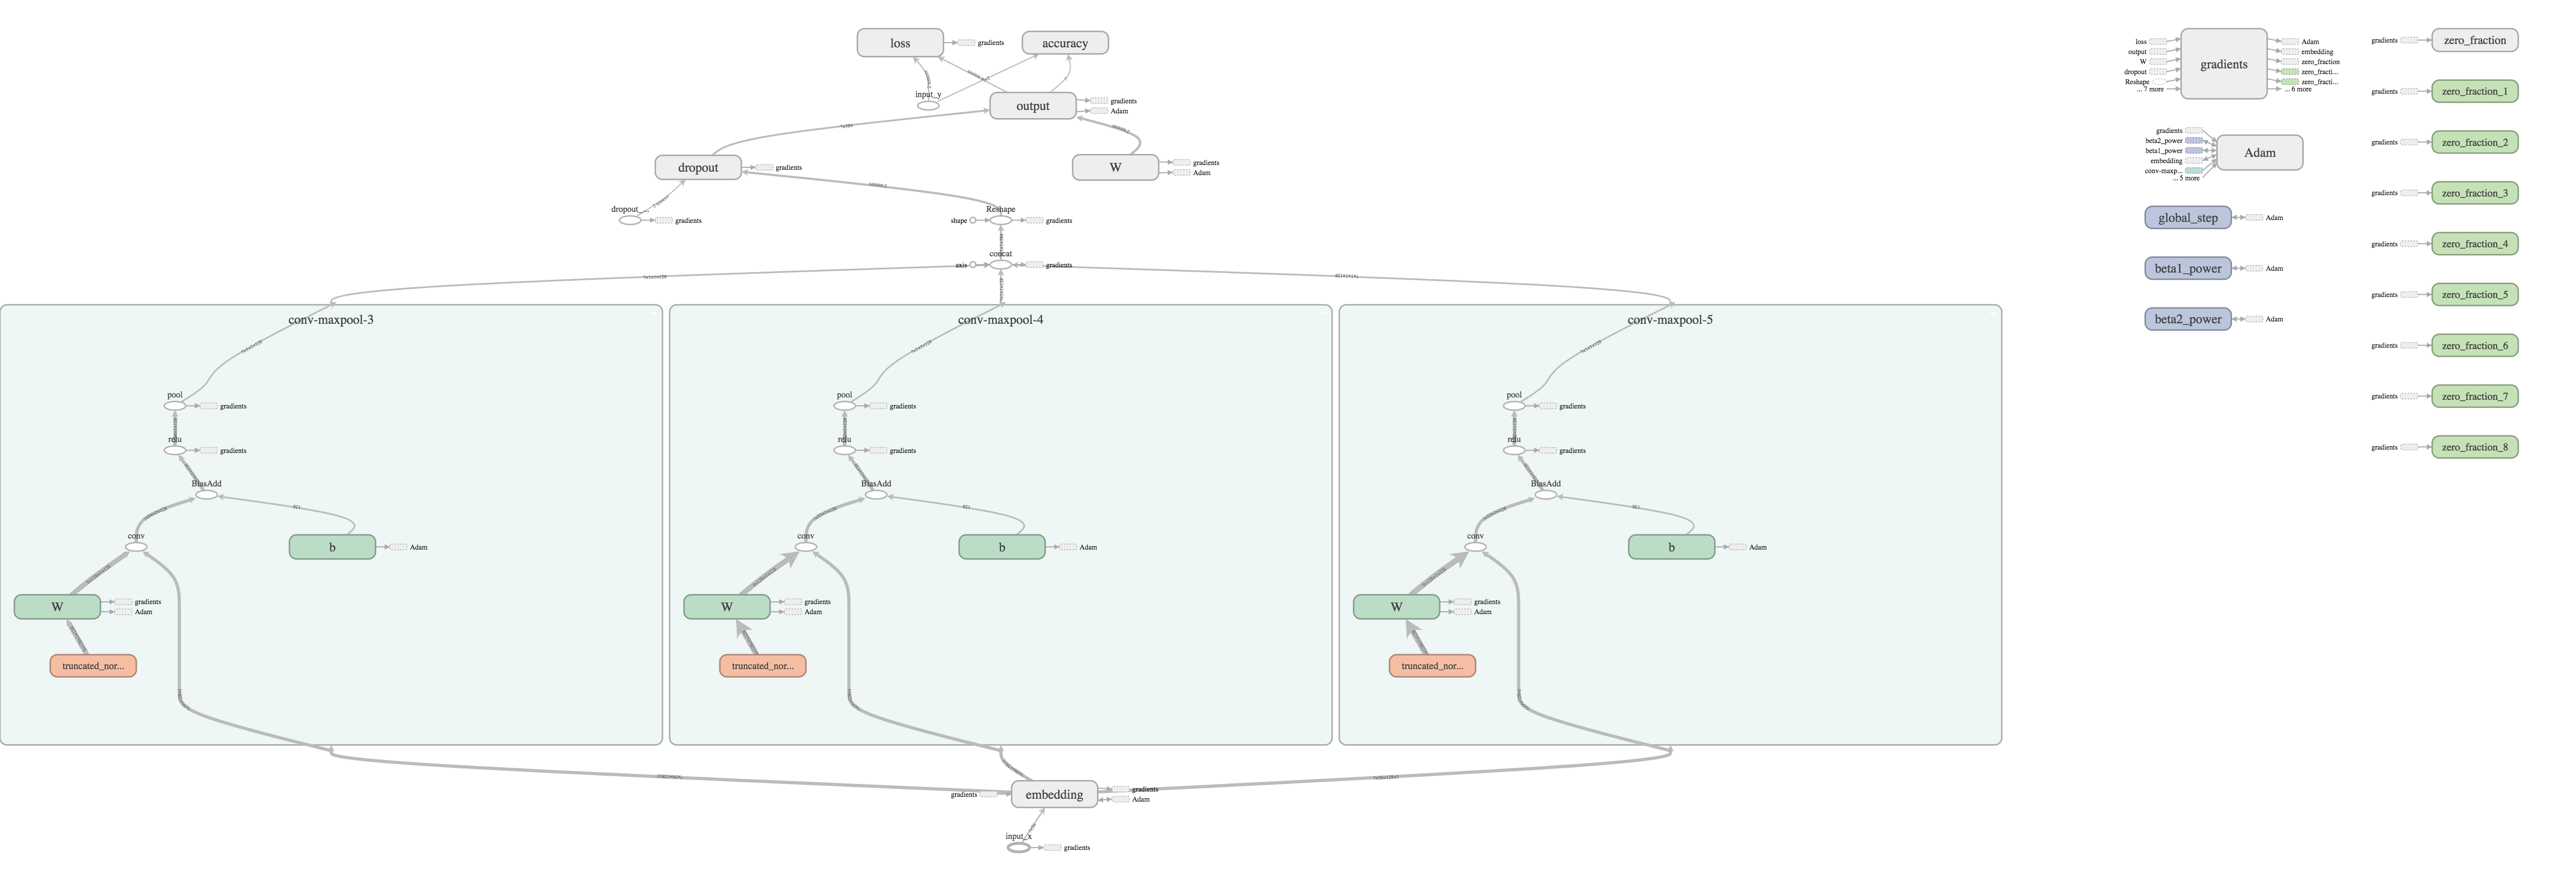 loss
gradients
accuracy
input_y
output
gradients
Adam
dropout
gradients
W
gradients
Adam
dropout_...
gradients
Reshape
shape
gradients
concat
axis
gradients
conv-maxpool-3
pool
gradients
relu
gradients
BiasAdd
conv
b
Adam
W
gradients
Adam
truncated_nor...
conv-maxpool-4
pool
gradients
relu
gradients
BiasAdd
conv
b
Adam
W
gradients
Adam
truncated_nor...
conv-maxpool-5
pool
gradients
relu
gradients
BiasAdd
conv
b
Adam
W
gradients
Adam
truncated_nor...
gradients
embedding
gradients
Adam
input_x
gradients
loss
output
W
dropout
Reshape
... 7 more
gradients
Adam
embedding
zero_fraction
zero_fracti...
zero_fracti...
... 6 more
gradients
beta2_power
beta1_power
embedding
conv-maxp...
... 5 more
Adam
global_step
Adam
beta1_power
Adam
beta2_power
Adam
gradients
zero_fraction
gradients
zero_fraction_1
gradients
zero_fraction_2
gradients
zero_fraction_3
gradients
zero_fraction_4
gradients
zero_fraction_5
gradients
zero_fraction_6
gradients
zero_fraction_7
gradients
zero_fraction_8